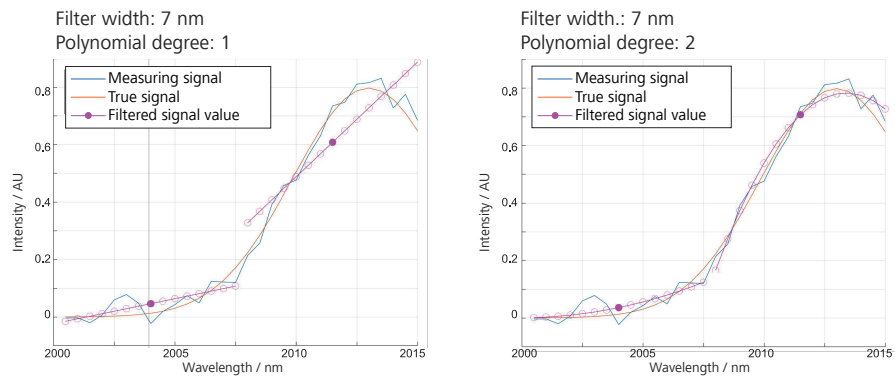 Filter width: 7 nm
Polynomial degree: 1
Measuring signal
True signal
Filtered signal value
0,8
0,6
0,4
0,2
0
Intensity / AU
2000
2005
2010
2015
Wavelength / nm
Filter width.: 7 nm
Polynomial degree: 2
Measuring signal
True signal
Filtered signal value
0,8
0,6
0,4
0,2
0
Intensity / AU
2000
2005
2010
2015
Wavelength / nm